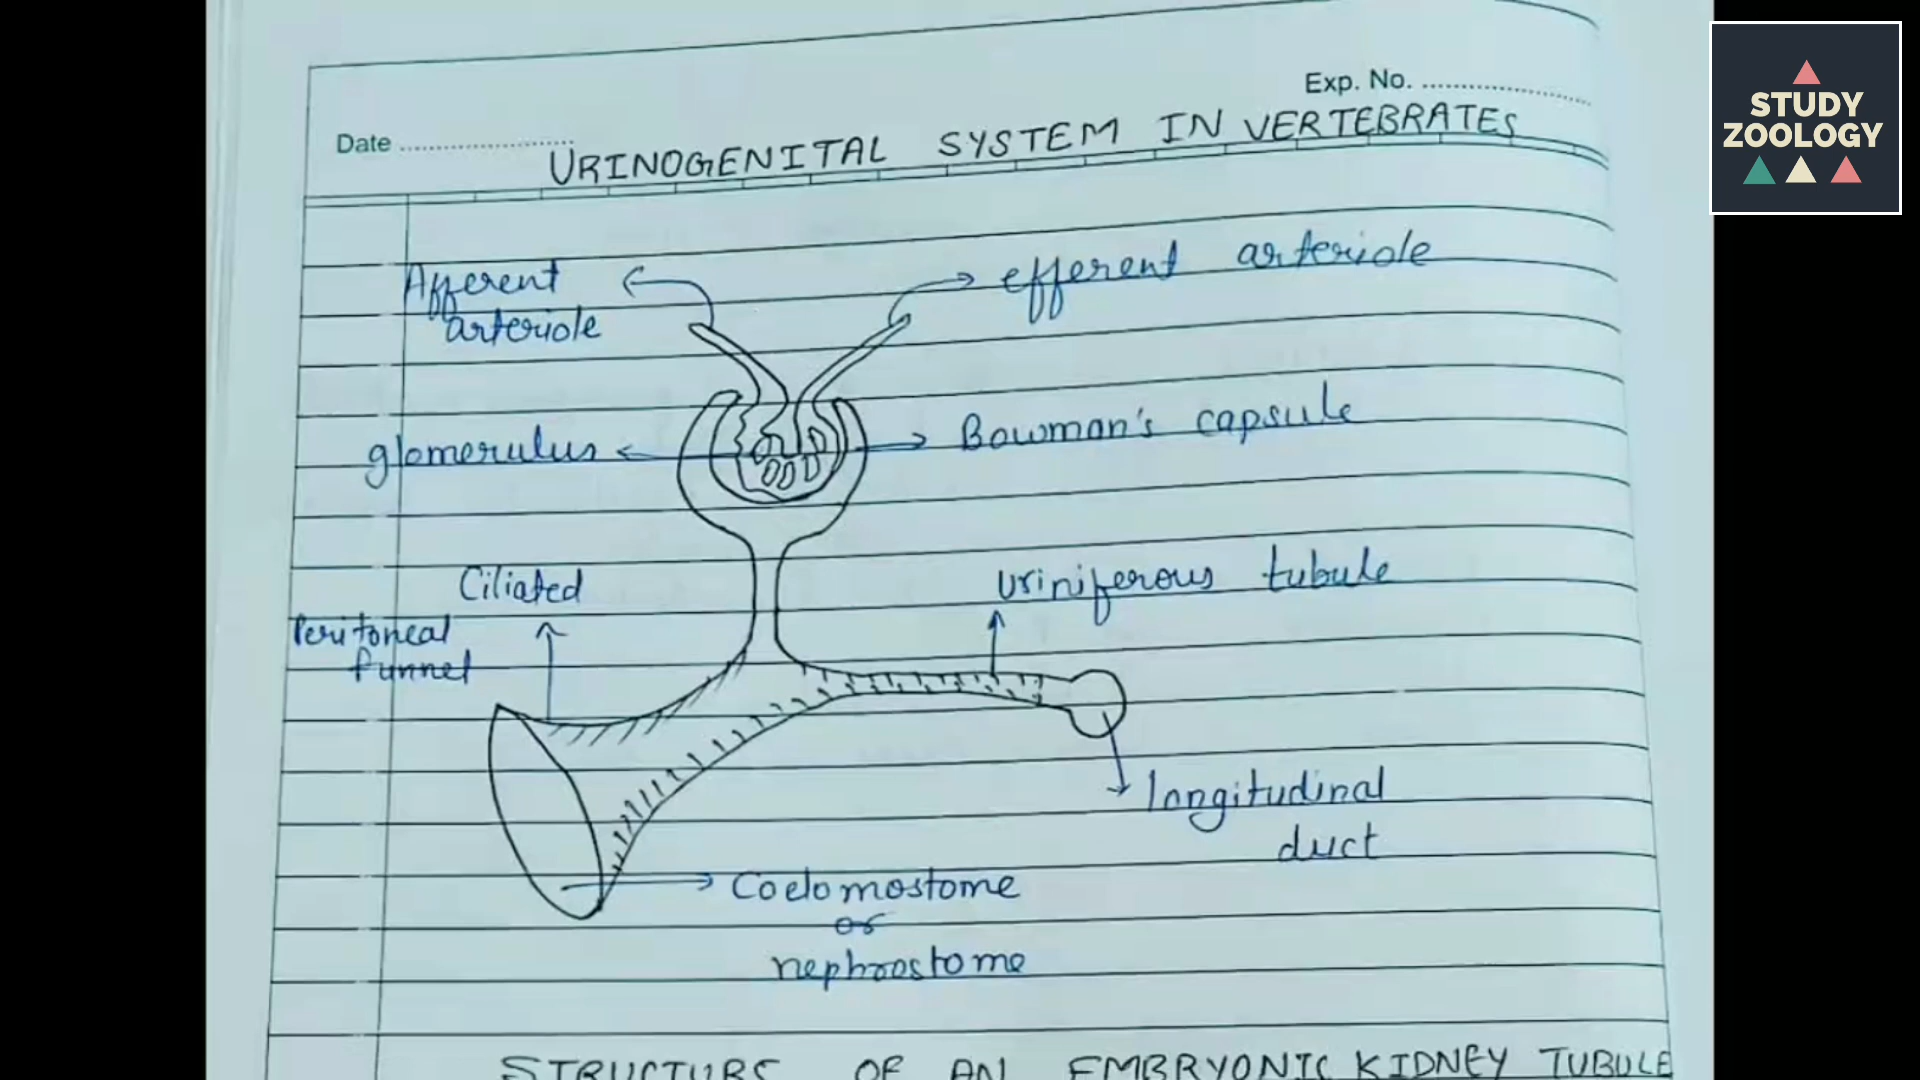 Exp. No.
Date
URINOGENITAL SYSTEM IN VERTEBRATES
STUDY
ZOOLOGY
Afferent
arteriole
efferent arteriole
glomerulus
Bowman's capsule
Ciliated
Peritoneal
funnel
uriniferous tubule
longitudinal
duct
Coelomostome
or
nephrostome
STRUCTURE OF AN EMBRYONIC KIDNEY TUBULE